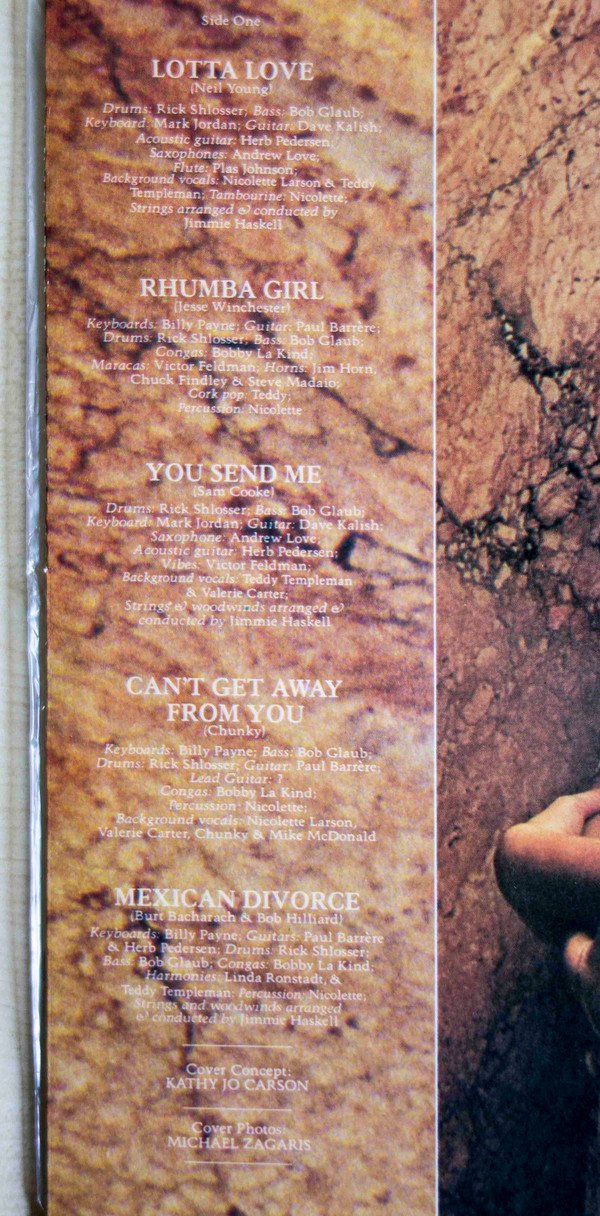 Side One
LOTTA LOVE
(Neil Young)
Drums: Rick Shlosser; Bass: Bob Glaub;
Keyboard: Mark Jordan; Guitar: Dave Kalish;
Acoustic guitar: Herb Pedersen;
Saxophones: Andrew Love;
Flute: Plas Johnson;
Background vocals: Nicolette Larson & Teddy
Templeman; Tambourine: Nicolette;
Strings arranged & conducted by
Jimmie Haskell
RHUMBA GIRL
(Jesse Winchester)
Keyboards: Billy Payne; Guitar: Paul Barrère;
Drums: Rick Shlosser; Bass: Bob Glaub;
Congas: Bobby La Kind;
Maracas: Victor Feldman; Horns: Jim Horn,
Chuck Findley & Steve Madaio;
Cork pop: Teddy;
Percussion: Nicolette
YOU SEND ME
(Sam Cooke)
Drums: Rick Shlosser; Bass: Bob Glaub;
Keyboard: Mark Jordan; Guitar: Dave Kalish;
Saxophone: Andrew Love;
Acoustic guitar: Herb Pedersen;
Vibes: Victor Feldman;
Background vocals: Teddy Templeman
& Valerie Carter;
Strings & woodwinds arranged &
conducted by Jimmie Haskell
CAN'T GET AWAY
FROM YOU
(Chunky)
Keyboards: Billy Payne; Bass: Bob Glaub;
Drums: Rick Shlosser; Guitar: Paul Barrère;
Lead Guitar: ?
Congas: Bobby La Kind;
Percussion: Nicolette;
Background vocals: Nicolette Larson,
Valerie Carter, Chunky & Mike McDonald
MEXICAN DIVORCE
(Burt Bacharach & Bob Hilliard)
Keyboards: Billy Payne; Guitars: Paul Barrère
& Herb Pedersen; Drums: Rick Shlosser;
Bass: Bob Glaub; Congas: Bobby La Kind;
Harmonies: Linda Ronstadt, &
Teddy Templeman; Percussion: Nicolette;
Strings and woodwinds arranged
& conducted by Jimmie Haskell
Cover Concept:
KATHY JO CARSON
Cover Photos:
MICHAEL ZAGARIS